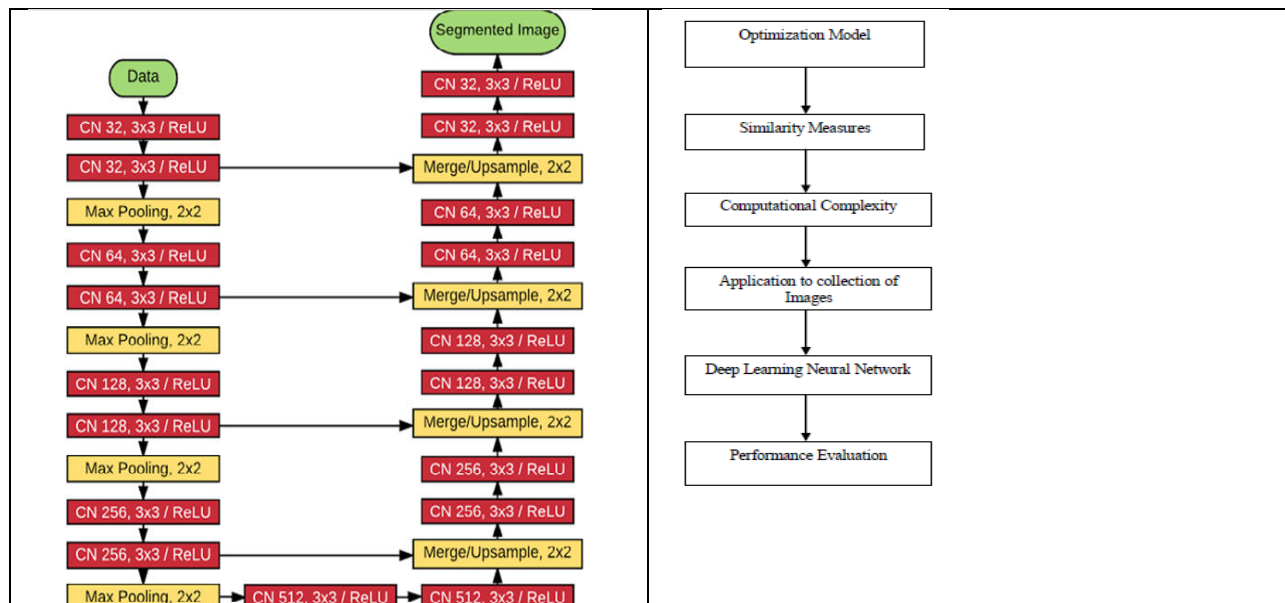 Data
CN 32, 3x3 / ReLU
CN 32, 3x3 / ReLU
Max Pooling, 2x2
CN 64, 3x3 / ReLU
CN 64, 3x3 / ReLU
Max Pooling, 2x2
CN 128, 3x3 / ReLU
CN 128, 3x3 / ReLU
Max Pooling, 2x2
CN 256, 3x3 / ReLU
CN 256, 3x3 / ReLU
Max Pooling, 2x2
CN 512, 3x3 / ReLU
Segmented Image
CN 32, 3x3 / ReLU
CN 32, 3x3 / ReLU
Merge/Upsample, 2x2
CN 64, 3x3 / ReLU
CN 64, 3x3 / ReLU
Merge/Upsample, 2x2
CN 128, 3x3 / ReLU
CN 128, 3x3 / ReLU
Merge/Upsample, 2x2
CN 256, 3x3 / ReLU
CN 256, 3x3 / ReLU
Merge/Upsample, 2x2
CN 512, 3x3 / ReLU
Optimization Model
Similarity Measures
Computational Complexity
Application to collection of
Images
Deep Learning Neural Network
Performance Evaluation